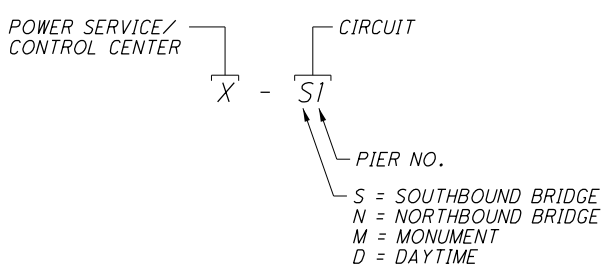 POWER SERVICE/
CONTROL CENTER
CIRCUIT
X - S1
PIER NO.
S = SOUTHBOUND BRIDGE
N = NORTHBOUND BRIDGE
M = MONUMENT
D = DAYTIME